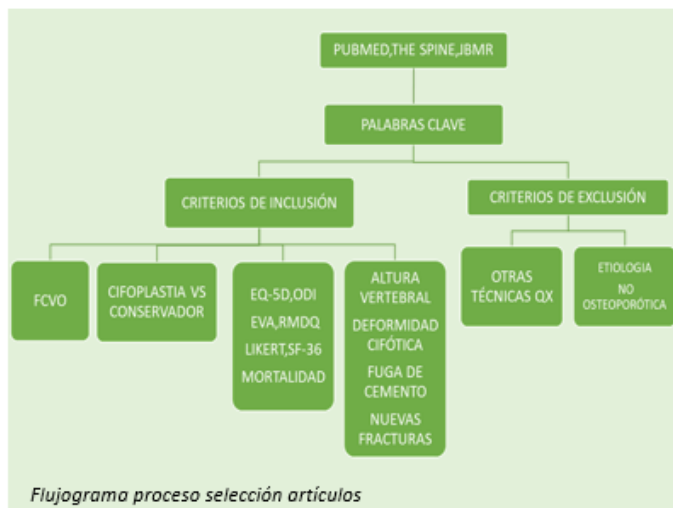 PUBMED,THE SPINE,JBMR
PALABRAS CLAVE
CRITERIOS DE INCLUSIÓN
CRITERIOS DE EXCLUSIÓN
FCVO
CIFOPLASTIA VS
CONSERVADOR
EQ-5D,ODI
EVA,RMDQ
LIKERT,SF-36
MORTALIDAD
ALTURA
VERTEBRAL
DEFORMIDAD
CIFÓTICA
FUGA DE
CEMENTO
NUEVAS
FRACTURAS
OTRAS
TÉCNICAS QX
ETIOLOGIA
NO
OSTEOPORÓTICA
Flujograma proceso selección artículos